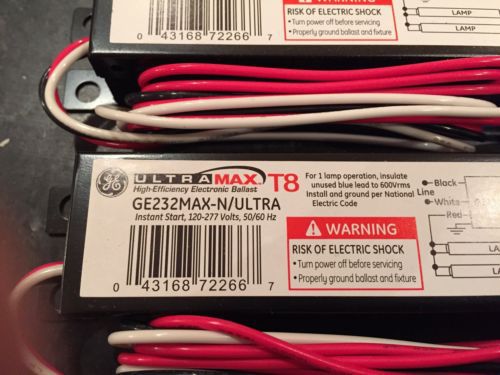 WARNING
RISK OF ELECTRIC SHOCK
• Turn power off before servicing
• Properly ground ballast and fixture
LAMP
0 43168 72266 7
GE
ULTRAMAX T8
High-Efficiency Electronic Ballast
GE232MAX-N/ULTRA
Instant Start, 120-277 Volts, 50/60 Hz
For 1 lamp operation, insulate
unused blue lead to 600Vrms
Install and ground per National
Electric Code
WARNING
RISK OF ELECTRIC SHOCK
• Turn power off before servicing
• Properly ground ballast and fixture
Black
Line
White
Red
0 43168 72266 7